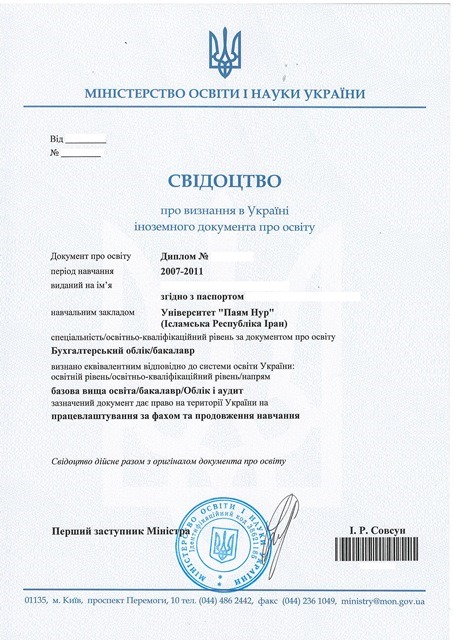 МІНІСТЕРСТВО ОСВІТИ І НАУКИ УКРАЇНИ
Від
№
СВІДОЦТВО
про визнання в Україні
іноземного документа про освіту
Документ про освіту Диплом №
період навчання 2007-2011
виданий на ім'я
згідно з паспортом
навчальним закладом Університет "Паям Нур"
(Ісламська Республіка Іран)
спеціальність/освітньо-кваліфікаційний рівень за документом про освіту
Бухгалтерський облік/бакалавр
визнано еквівалентним відповідно до системи освіти України:
освітній рівень/освітньо-кваліфікаційний рівень/напрям
базова вища освіта/бакалавр/Облік і аудит
зазначений документ дає право на території України на
працевлаштування за фахом та продовження навчання
Свідоцтво дійсне разом з оригіналом документа про освіту
Перший заступник Міністра
І. Р. Совсун
МІНІСТЕРСТВО ОСВІТИ І НАУКИ УКРАЇНИ
Ідентифікаційний код 38621185
01135, м. Київ, проспект Перемоги, 10 тел. (044) 486 2442, факс (044) 236 1049, ministry@mon.gov.ua